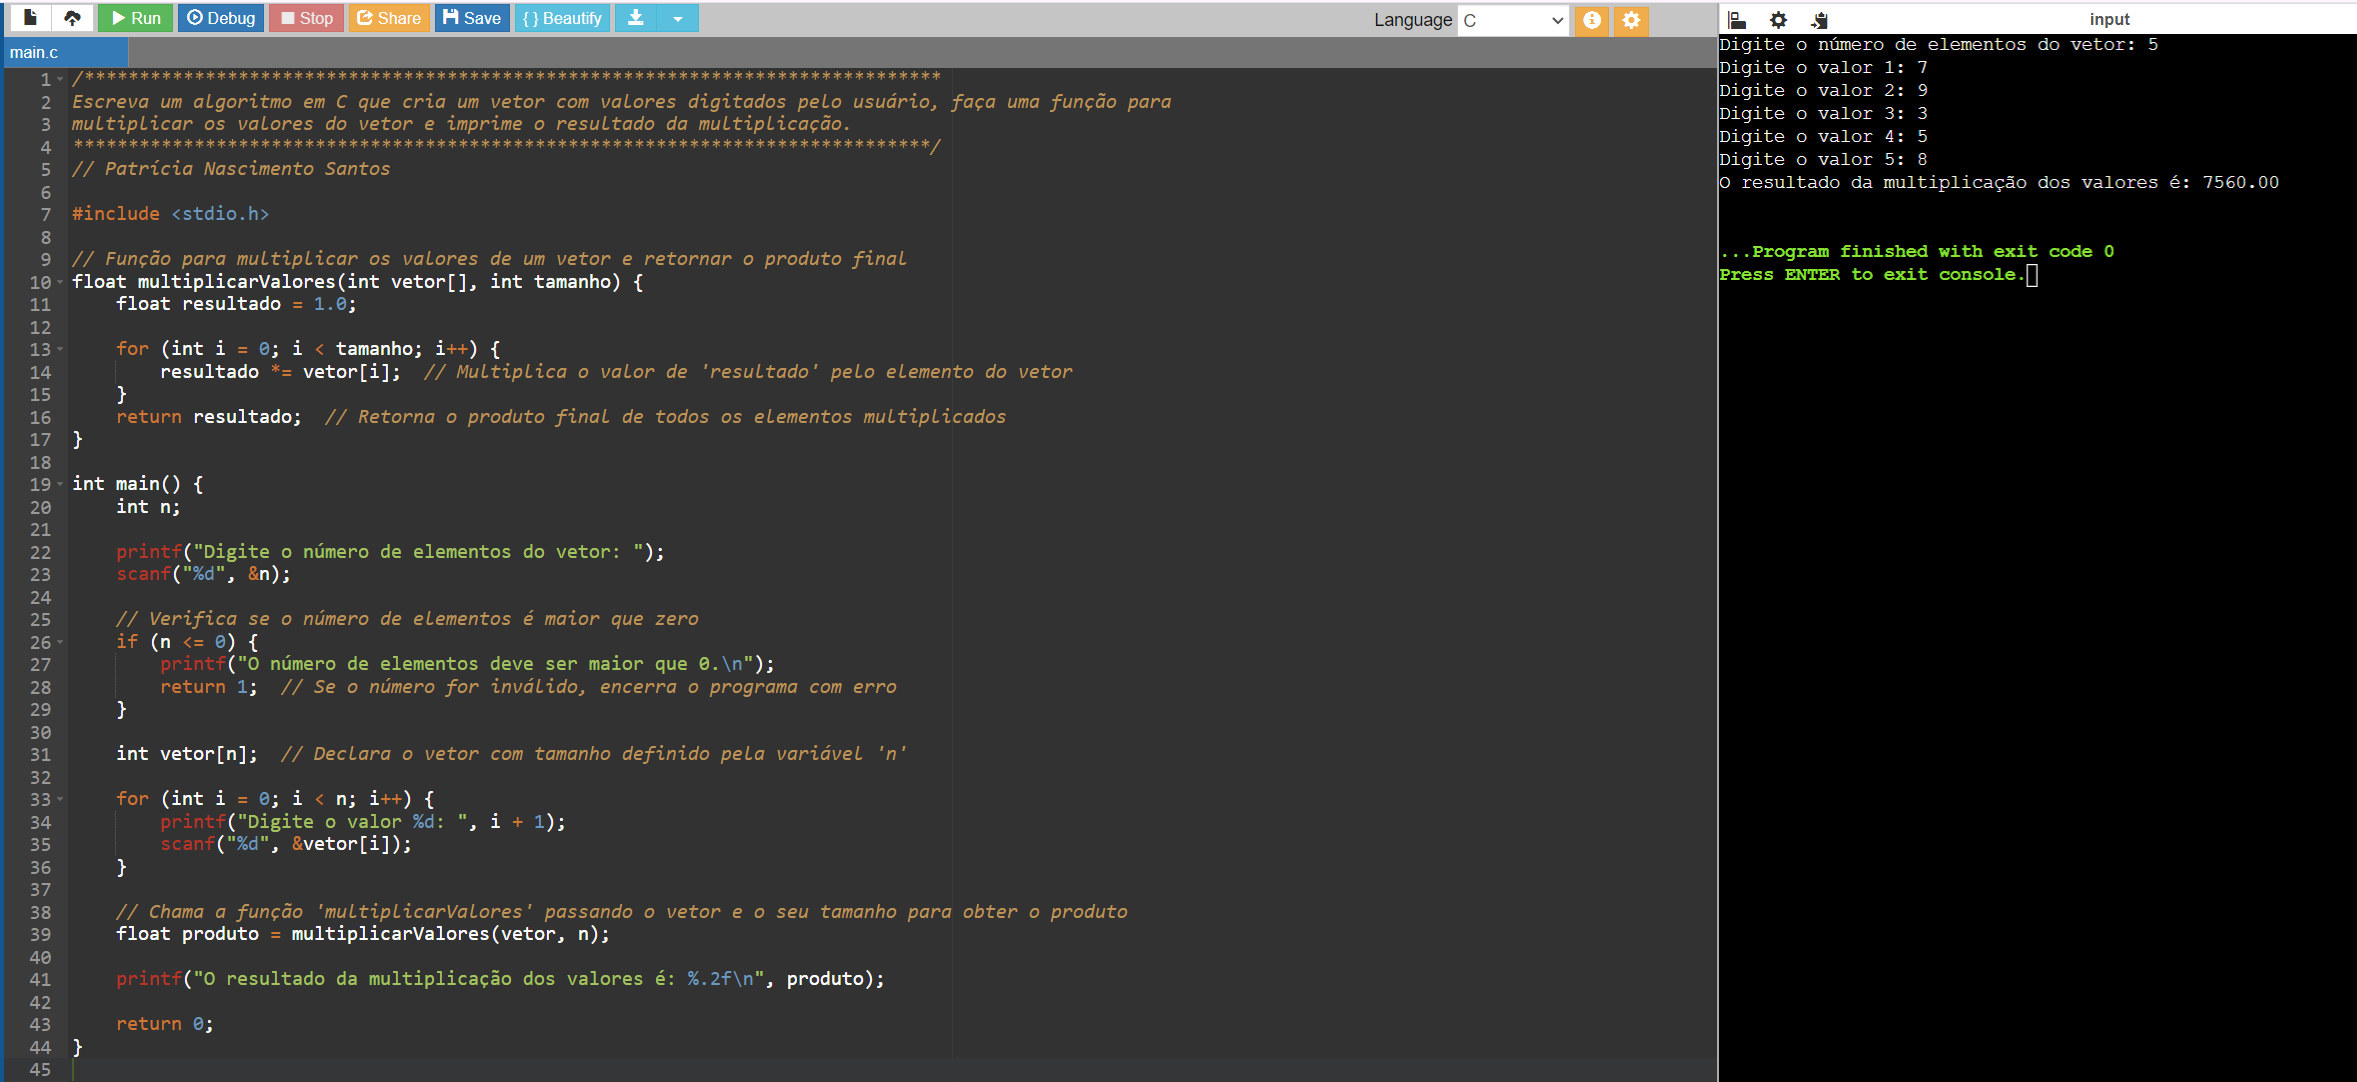 Run Debug Stop Share Save { } Beautify Language C
main.c
1 /******************************************************************************
2 Escreva um algoritmo em C que cria um vetor com valores digitados pelo usuário, faça uma função para
3 multiplicar os valores do vetor e imprime o resultado da multiplicação.
4 ******************************************************************************/
5 // Patrícia Nascimento Santos
6
7 #include <stdio.h>
8
9 // Função para multiplicar os valores de um vetor e retornar o produto final
10 float multiplicarValores(int vetor[], int tamanho) {
11     float resultado = 1.0;
12
13     for (int i = 0; i < tamanho; i++) {
14         resultado *= vetor[i];  // Multiplica o valor de 'resultado' pelo elemento do vetor
15     }
16     return resultado;  // Retorna o produto final de todos os elementos multiplicados
17 }
18
19 int main() {
20     int n;
21
22     printf("Digite o número de elementos do vetor: ");
23     scanf("%d", &n);
24
25     // Verifica se o número de elementos é maior que zero
26     if (n <= 0) {
27         printf("O número de elementos deve ser maior que 0.\n");
28         return 1;  // Se o número for inválido, encerra o programa com erro
29     }
30
31     int vetor[n];  // Declara o vetor com tamanho definido pela variável 'n'
32
33     for (int i = 0; i < n; i++) {
34         printf("Digite o valor %d: ", i + 1);
35         scanf("%d", &vetor[i]);
36     }
37
38     // Chama a função 'multiplicarValores' passando o vetor e o seu tamanho para obter o produto
39     float produto = multiplicarValores(vetor, n);
40
41     printf("O resultado da multiplicação dos valores é: %.2f\n", produto);
42
43     return 0;
44 }
45
input
Digite o número de elementos do vetor: 5
Digite o valor 1: 7
Digite o valor 2: 9
Digite o valor 3: 3
Digite o valor 4: 5
Digite o valor 5: 8
O resultado da multiplicação dos valores é: 7560.00
...Program finished with exit code 0
Press ENTER to exit console.